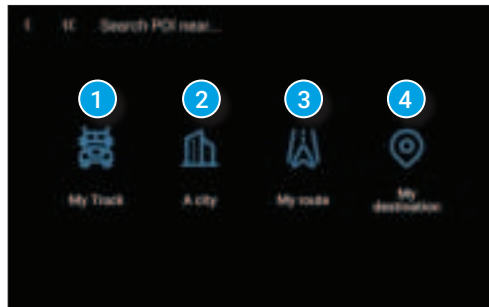 Search POI near...
1
2
3
4
My Truck
A city
My route
My
destination